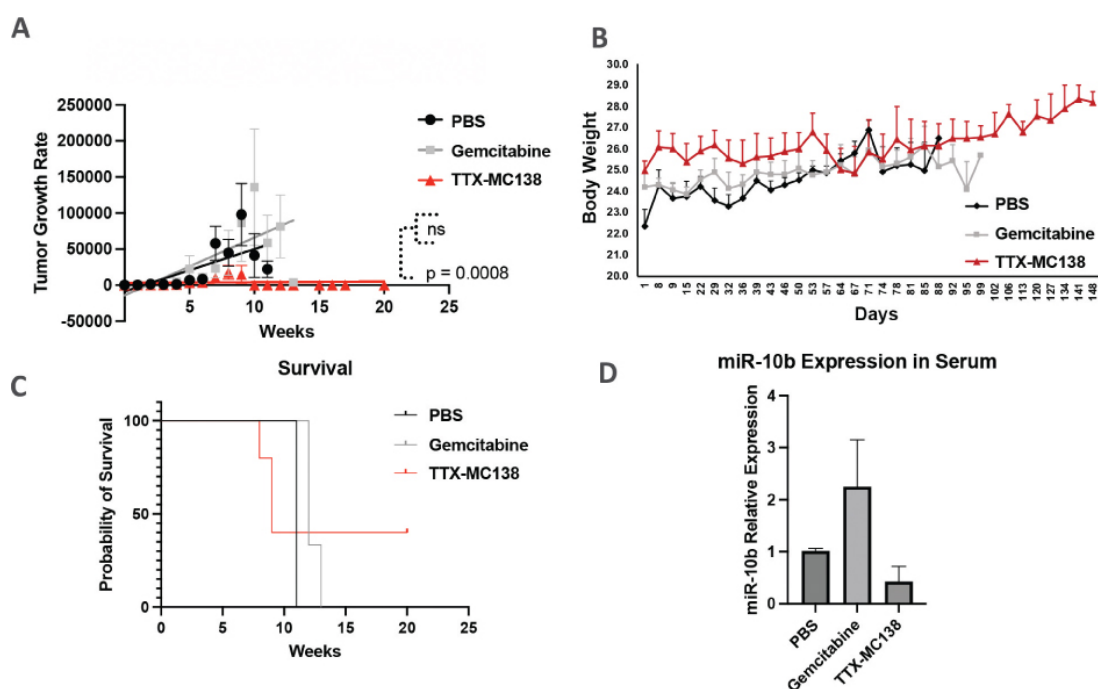 A
Tumor Growth Rate
250000
200000
150000
100000
50000
0
-50000
5
10
15
20
25
Weeks
PBS
Gemcitabine
TTX-MC138
ns
p = 0.0008
B
Body Weight
28.0
29.0
28.0
27.0
26.0
25.0
24.0
23.0
22.0
21.0
20.0
1
8
9
15
22
29
32
36
39
43
46
50
53
57
64
67
71
74
78
81
85
88
92
95
99
102
106
113
120
127
134
141
148
Days
PBS
Gemcitabine
TTX-MC138
C
Survival
Probability of Survival
100
50
0
0
5
10
15
20
25
Weeks
PBS
Gemcitabine
TTX-MC138
D
miR-10b Expression in Serum
miR-10b Relative Expression
4
3
2
1
0
PBS
Gemcitabine
TTX-MC138